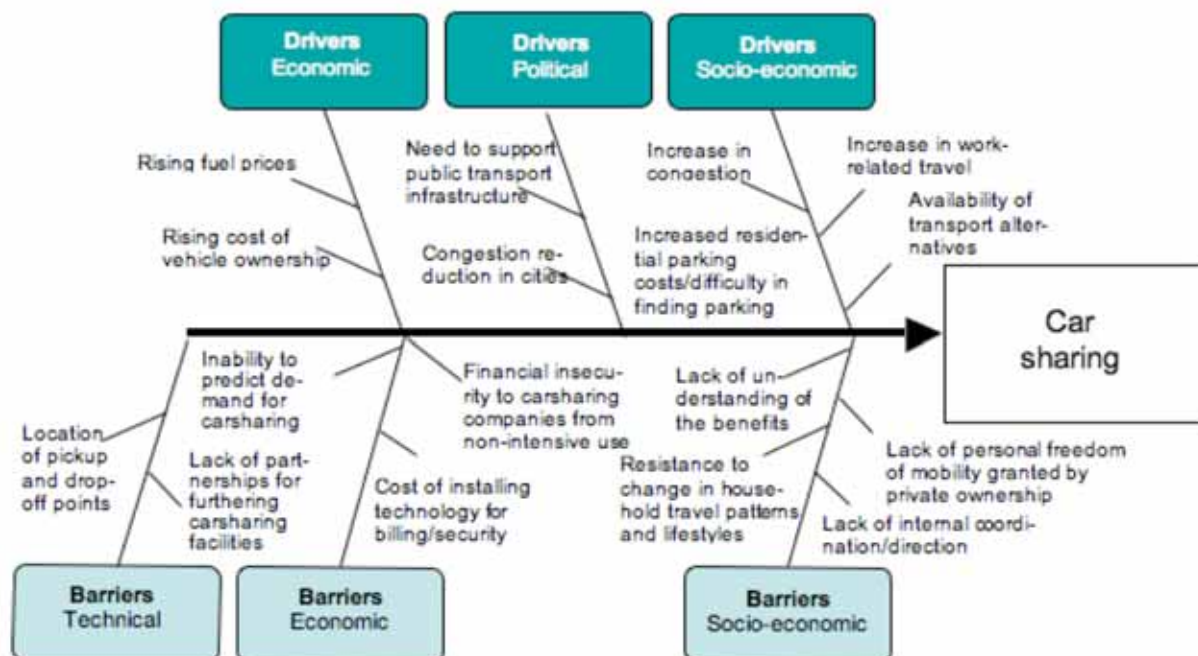 Drivers
Economic
Drivers
Political
Drivers
Socio-economic
Rising fuel prices
Rising cost of
vehicle ownership
Need to support
public transport
infrastructure
Congestion re-
duction in cities
Increase in
congestion
Increased residen-
tial parking
costs/difficulty in
finding parking
Increase in work-
related travel
Availability of
transport alter-
natives
Car
sharing
Location
of pickup
and drop-
off points
Inability to
predict de-
mand for
carsharing
Lack of part-
nerships for
furthering
carsharing
facilities
Financial insecu-
rity to carsharing
companies from
non-intensive use
Cost of installing
technology for
billing/security
Lack of un-
derstanding of
the benefits
Resistance to
change in house-
hold travel patterns
and lifestyles
Lack of personal freedom
of mobility granted by
private ownership
Lack of internal coordi-
nation/direction
Barriers
Technical
Barriers
Economic
Barriers
Socio-economic